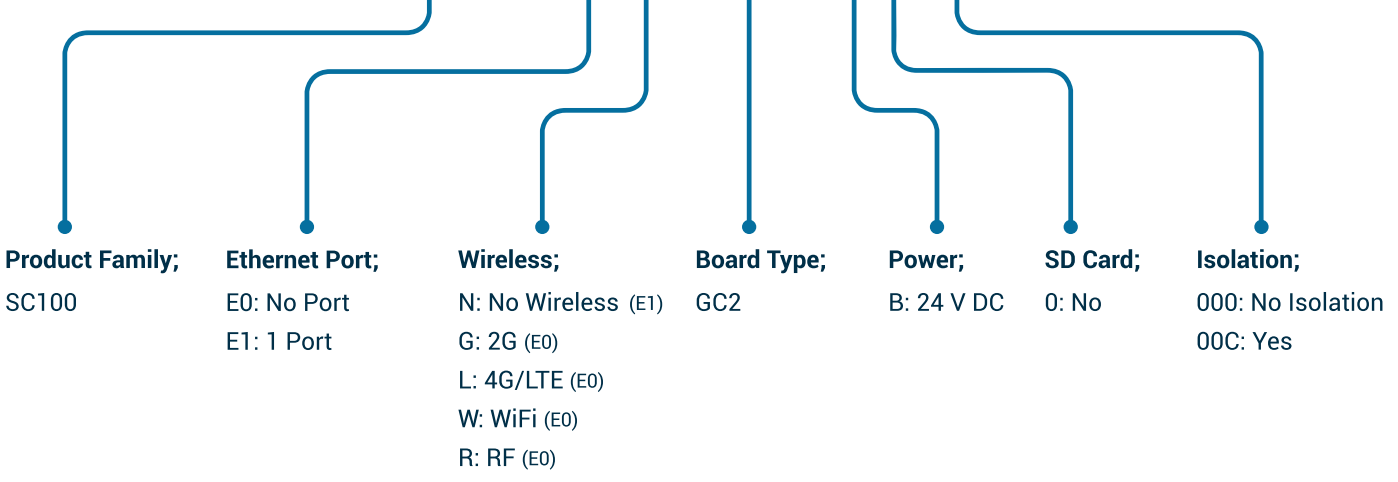 Product Family;
SC100
Ethernet Port;
E0: No Port
E1: 1 Port
Wireless;
N: No Wireless (E1)
G: 2G (E0)
L: 4G/LTE (E0)
W: WiFi (E0)
R: RF (E0)
Board Type;
GC2
Power;
B: 24 V DC
SD Card;
0: No
Isolation;
000: No Isolation
00C: Yes